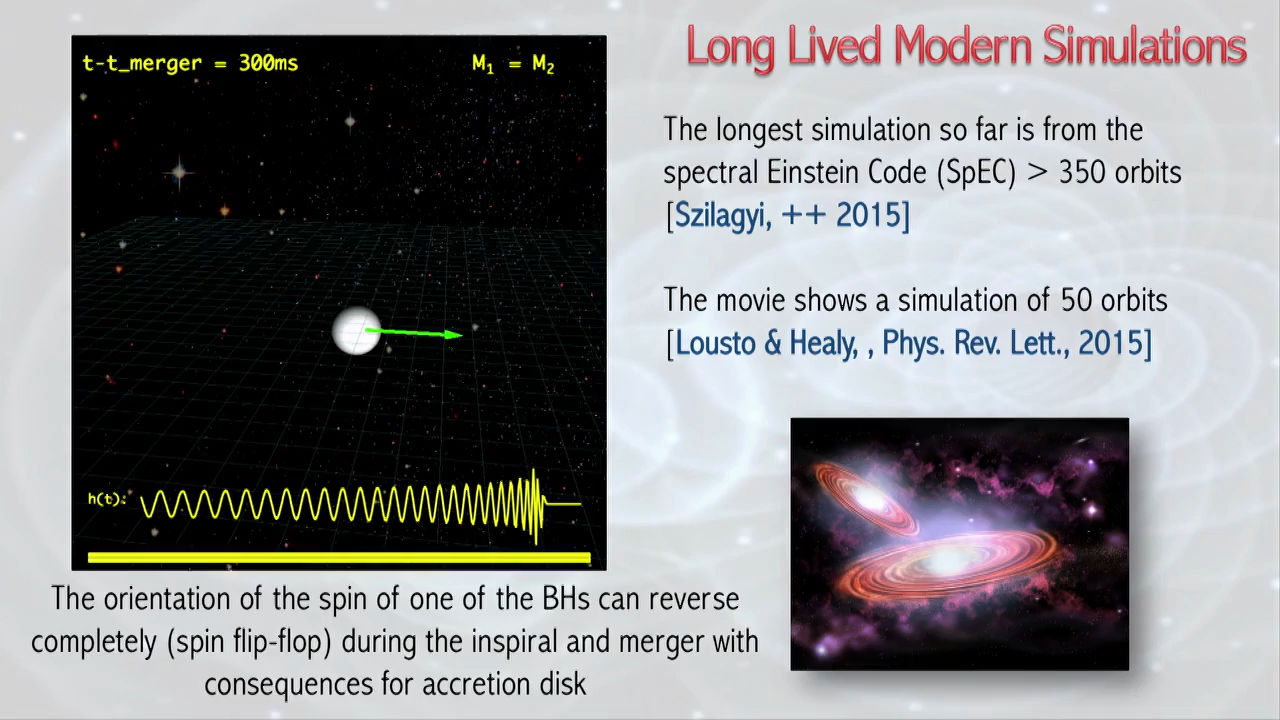 Long Lived Modern Simulations
t-t_merger = 300ms
M₁ = M₂
h(t):
The longest simulation so far is from the
spectral Einstein Code (SpEC) > 350 orbits
[Szilagyi, ++ 2015]
The movie shows a simulation of 50 orbits
[Lousto & Healy, , Phys. Rev. Lett., 2015]
The orientation of the spin of one of the BHs can reverse
completely (spin flip-flop) during the inspiral and merger with
consequences for accretion disk